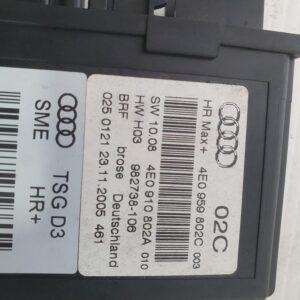 02C
HR Max+ 4E0 959 802C 003
SW 10.08 4E0 910 802A 010
HW H03 982738-106
BRF brose Deutschland
025 0121 23.11.2005 461
TSG D3
SME HR+